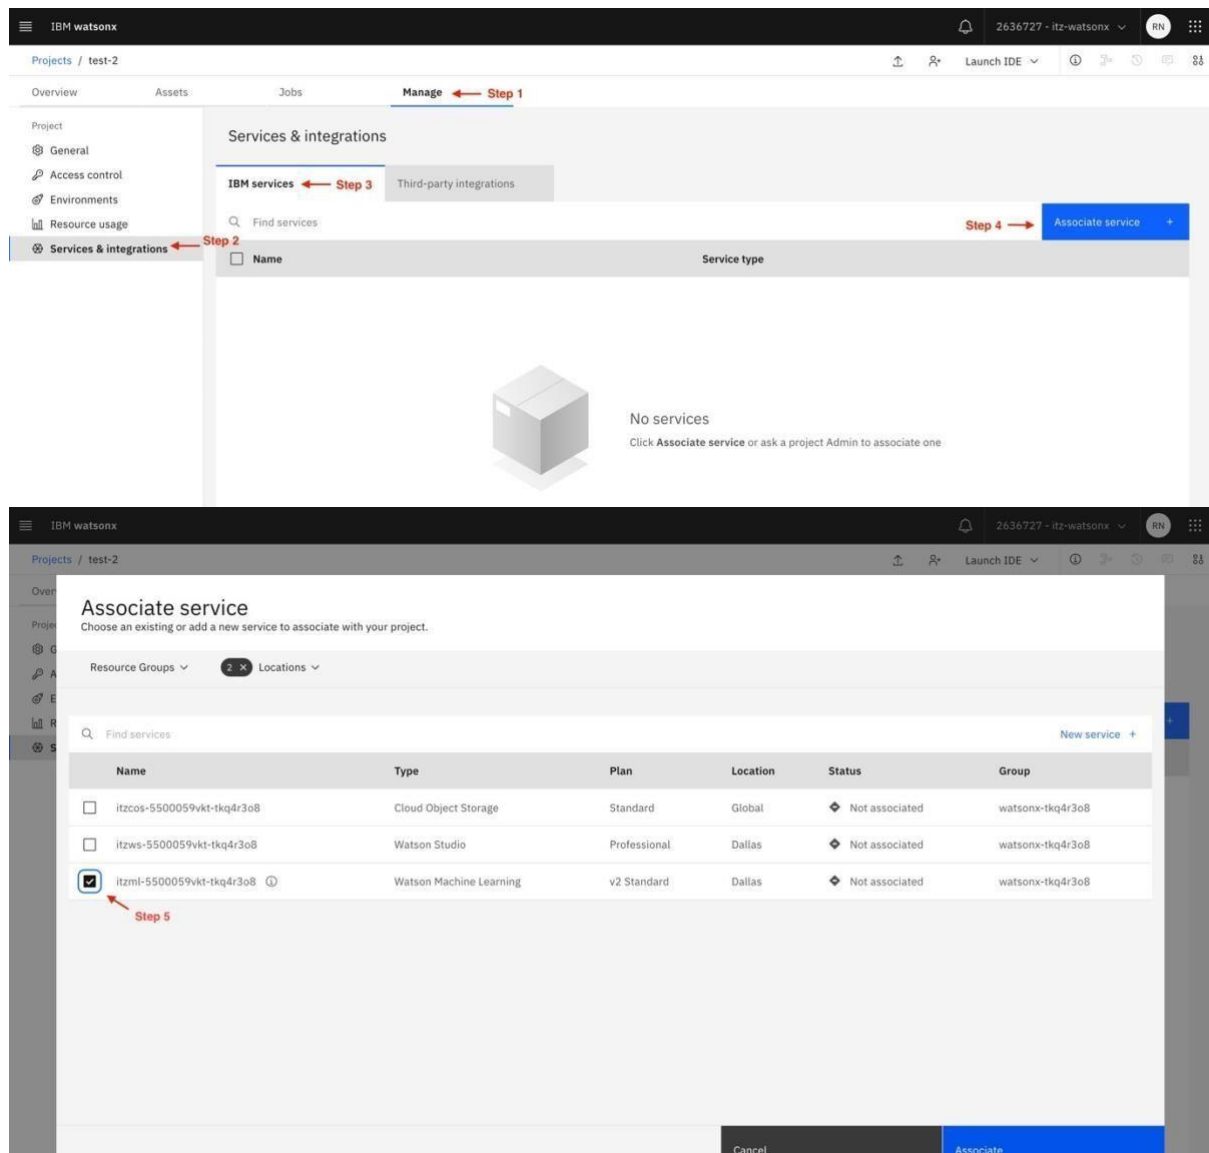 IBM watsonx
2636727 - itz-watsonx
RN
Projects / test-2
Launch IDE
Overview
Assets
Jobs
Manage
Step 1
Project
General
Access control
Environments
Resource usage
Services & integrations
Step 2
Services & integrations
IBM services
Step 3
Third-party integrations
Find services
Step 4
Associate service +
Name
Service type
No services
Click Associate service or ask a project Admin to associate one
IBM watsonx
2636727 - itz-watsonx
RN
Projects / test-2
Launch IDE
Over
Proje
G
A
E
R
S
+
Associate service
Choose an existing or add a new service to associate with your project.
Resource Groups
2 ×
Locations
Find services
New service +
Name Type Plan Location Status Group
itzcos-5500059vkt-tkq4r3o8 Cloud Object Storage Standard Global Not associated watsonx-tkq4r3o8
itzws-5500059vkt-tkq4r3o8 Watson Studio Professional Dallas Not associated watsonx-tkq4r3o8
itzml-5500059vkt-tkq4r3o8 Watson Machine Learning v2 Standard Dallas Not associated watsonx-tkq4r3o8
Step 5
Cancel
Associate